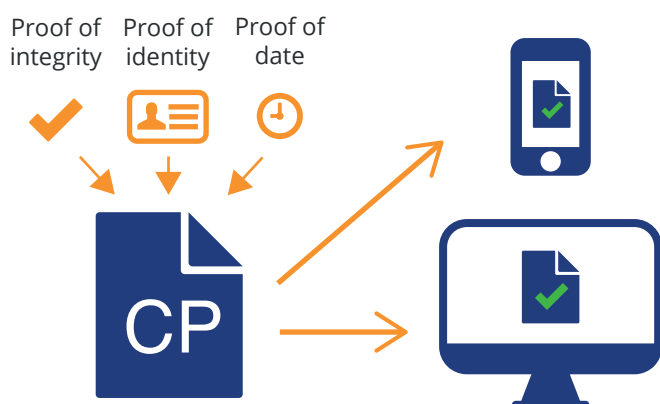 Proof of
integrity
Proof of
identity
Proof of
date
CP